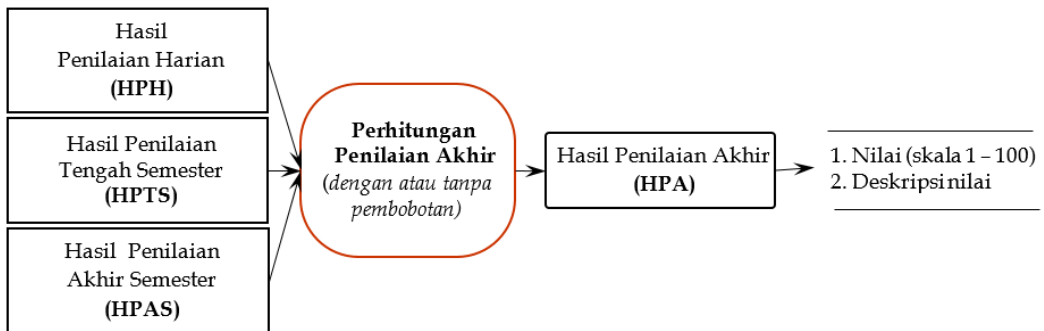 Hasil
Penilaian Harian
(HPH)
Hasil Penilaian
Tengah Semester
(HPTS)
Hasil Penilaian
Akhir Semester
(HPAS)
Perhitungan
Penilaian Akhir
(dengan atau tanpa
pembobotan)
Hasil Penilaian Akhir
(HPA)
1. Nilai (skala 1 – 100)
2. Deskripsi nilai